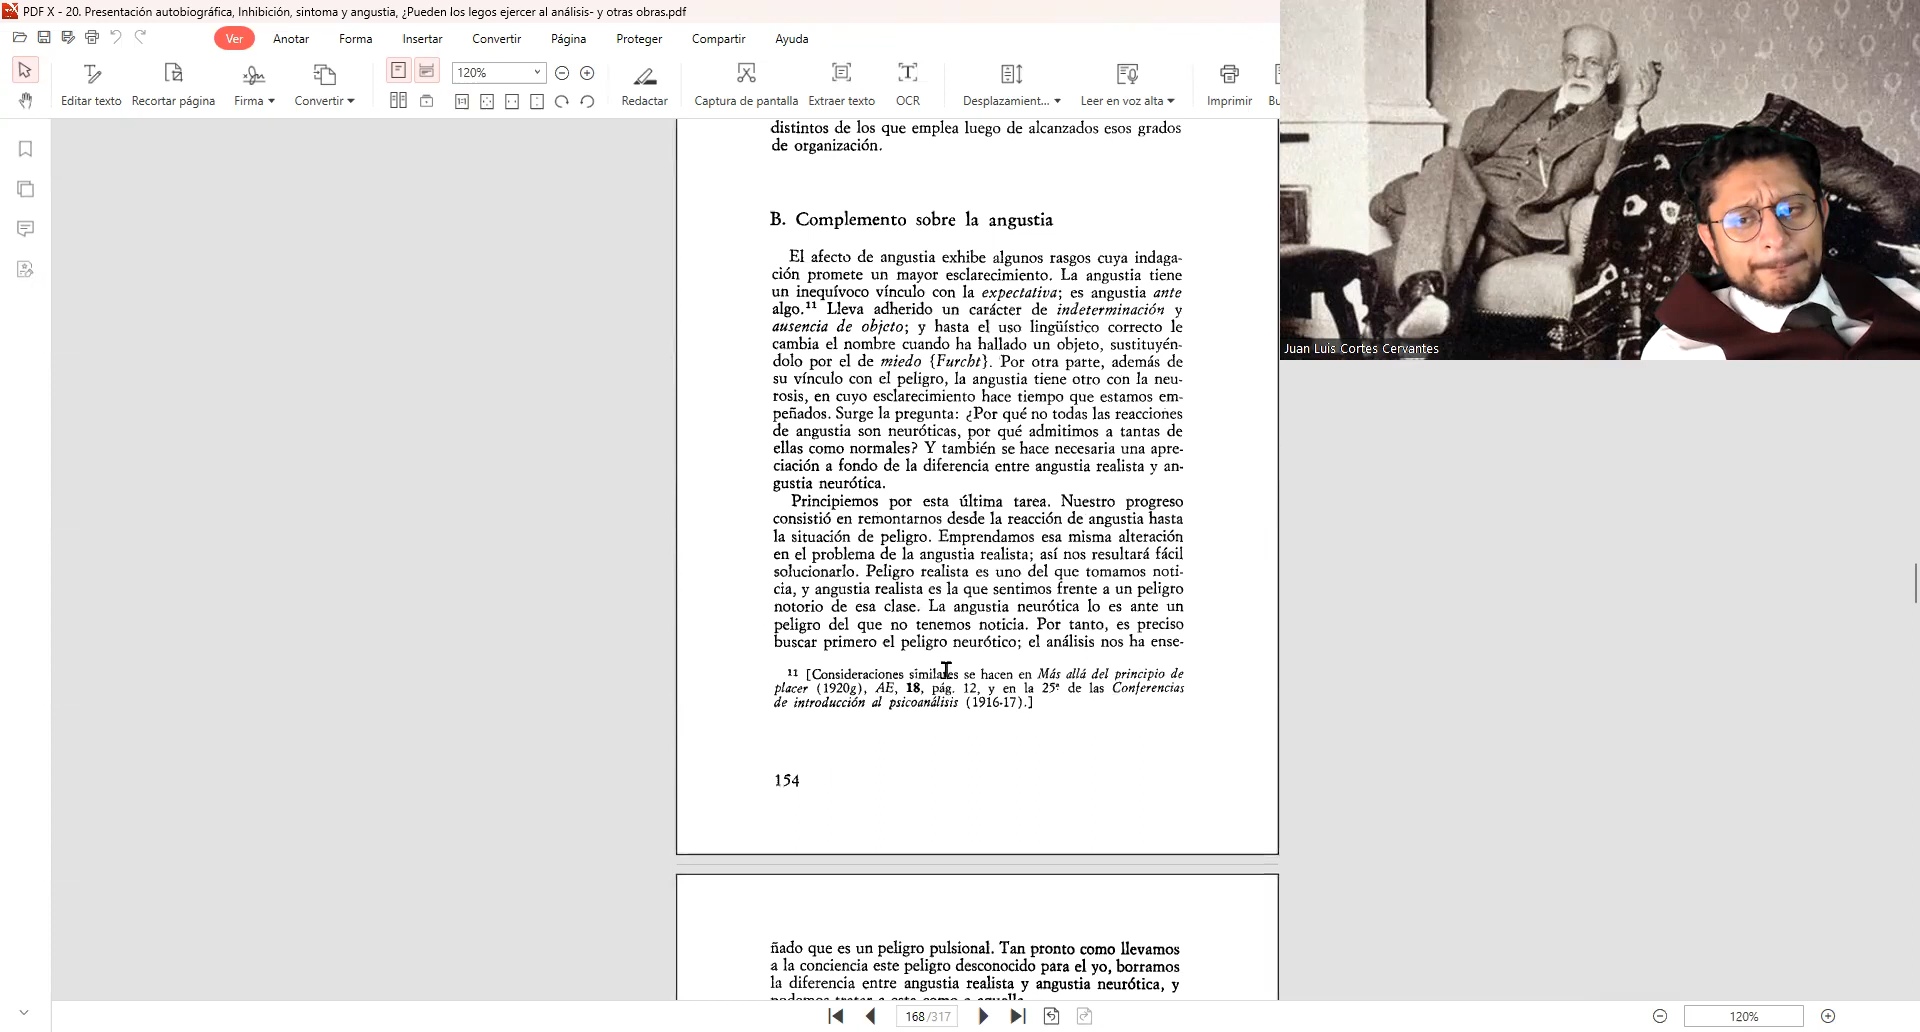 PDF X - 20. Presentación autobiográfica, Inhibición, sintoma y angustia, ¿Pueden los legos ejercer al análisis- y otras obras.pdf
Ver Anotar Forma Insertar Convertir Página Proteger Compartir Ayuda
120%
Editar texto Recortar página Firma Convertir Redactar Captura de pantalla Extraer texto OCR Desplazamient... Leer en voz alta Imprimir Bu
distintos de los que emplea luego de alcanzados esos grados
de organización.
B. Complemento sobre la angustia
El afecto de angustia exhibe algunos rasgos cuya indaga-
ción promete un mayor esclarecimiento. La angustia tiene
un inequívoco vínculo con la expectativa; es angustia ante
algo.11 Lleva adherido un carácter de indeterminación y
ausencia de objeto; y hasta el uso lingüístico correcto le
cambia el nombre cuando ha hallado un objeto, sustituyén-
dolo por el de miedo {Furcht}. Por otra parte, además de
su vínculo con el peligro, la angustia tiene otro con la neu-
rosis, en cuyo esclarecimiento hace tiempo que estamos em-
peñados. Surge la pregunta: ¿Por qué no todas las reacciones
de angustia son neuróticas, por qué admitimos a tantas de
ellas como normales? Y también se hace necesaria una apre-
ciación a fondo de la diferencia entre angustia realista y an-
gustia neurótica.
Principiemos por esta última tarea. Nuestro progreso
consistió en remontarnos desde la reacción de angustia hasta
la situación de peligro. Emprendamos esa misma alteración
en el problema de la angustia realista; así nos resultará fácil
solucionarlo. Peligro realista es uno del que tomamos noti-
cia, y angustia realista es la que sentimos frente a un peligro
notorio de esa clase. La angustia neurótica lo es ante un
peligro del que no tenemos noticia. Por tanto, es preciso
buscar primero el peligro neurótico; el análisis nos ha ense-
11 [Consideraciones similares se hacen en Más allá del principio de
placer (1920g), AE, 18, pág. 12, y en la 25ª de las Conferencias
de introducción al psicoanálisis (1916-17).]
154
ñado que es un peligro pulsional. Tan pronto como llevamos
a la conciencia este peligro desconocido para el yo, borramos
la diferencia entre angustia realista y angustia neurótica, y
Juan Luis Cortes Cervantes
168/317
120%